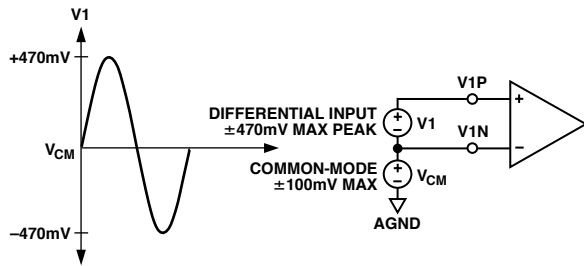 V1
+470mV
V1P
+
DIFFERENTIAL INPUT
±470mV MAX PEAK
+
−
V1
V1N
−
VCM
COMMON-MODE
±100mV MAX
+
−
VCM
AGND
−470mV